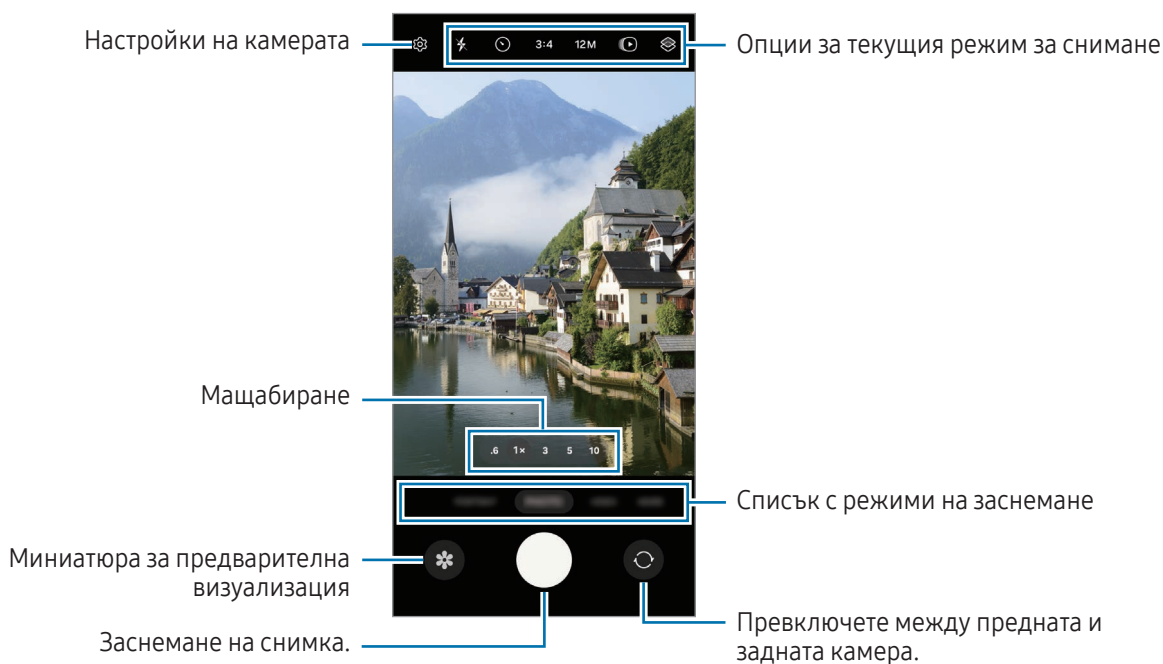 Настройки на камерата
3:4 12M
Опции за текущия режим за снимане
Мащабиране
.6 1× 3 5 10
Списък с режими на заснемане
Миниатюра за предварителна
визуализация
Заснемане на снимка.
Превключете между предната и
задната камера.